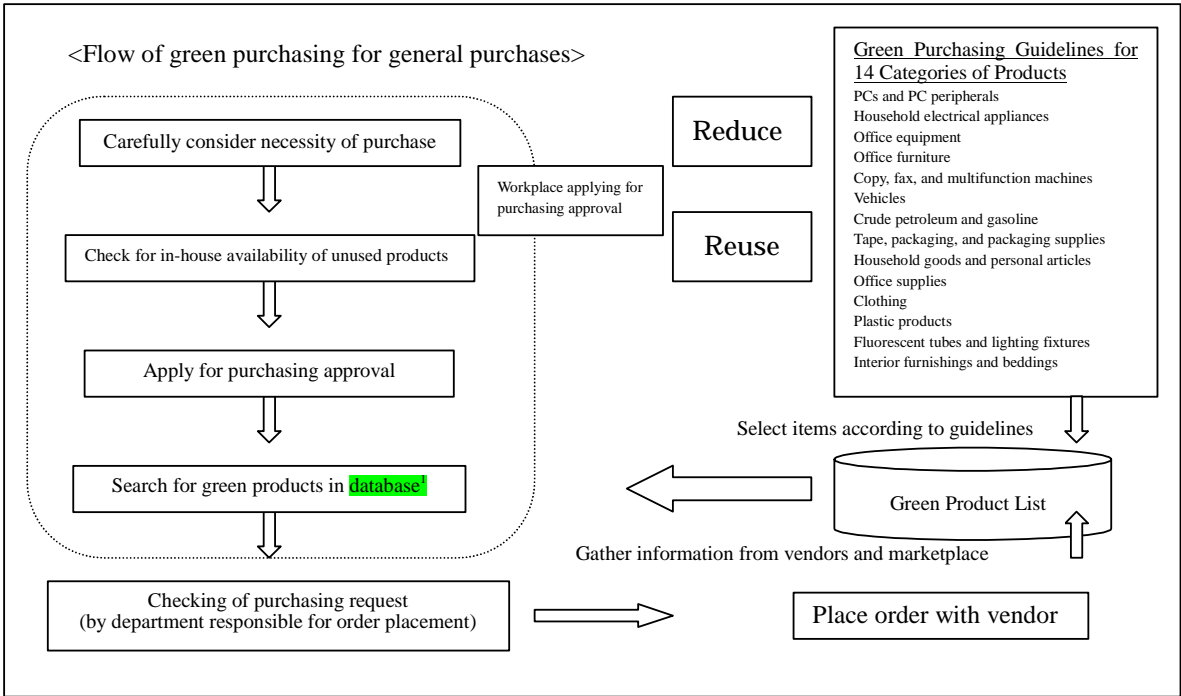 <Flow of green purchasing for general purchases>
Carefully consider necessity of purchase
Check for in-house availability of unused products
Apply for purchasing approval
Search for green products in database¹
Workplace applying for
purchasing approval
Reduce
Reuse
Green Purchasing Guidelines for
14 Categories of Products
PCs and PC peripherals
Household electrical appliances
Office equipment
Office furniture
Copy, fax, and multifunction machines
Vehicles
Crude petroleum and gasoline
Tape, packaging, and packaging supplies
Household goods and personal articles
Office supplies
Clothing
Plastic products
Fluorescent tubes and lighting fixtures
Interior furnishings and beddings
Select items according to guidelines
Green Product List
Gather information from vendors and marketplace
Checking of purchasing request
(by department responsible for order placement)
Place order with vendor